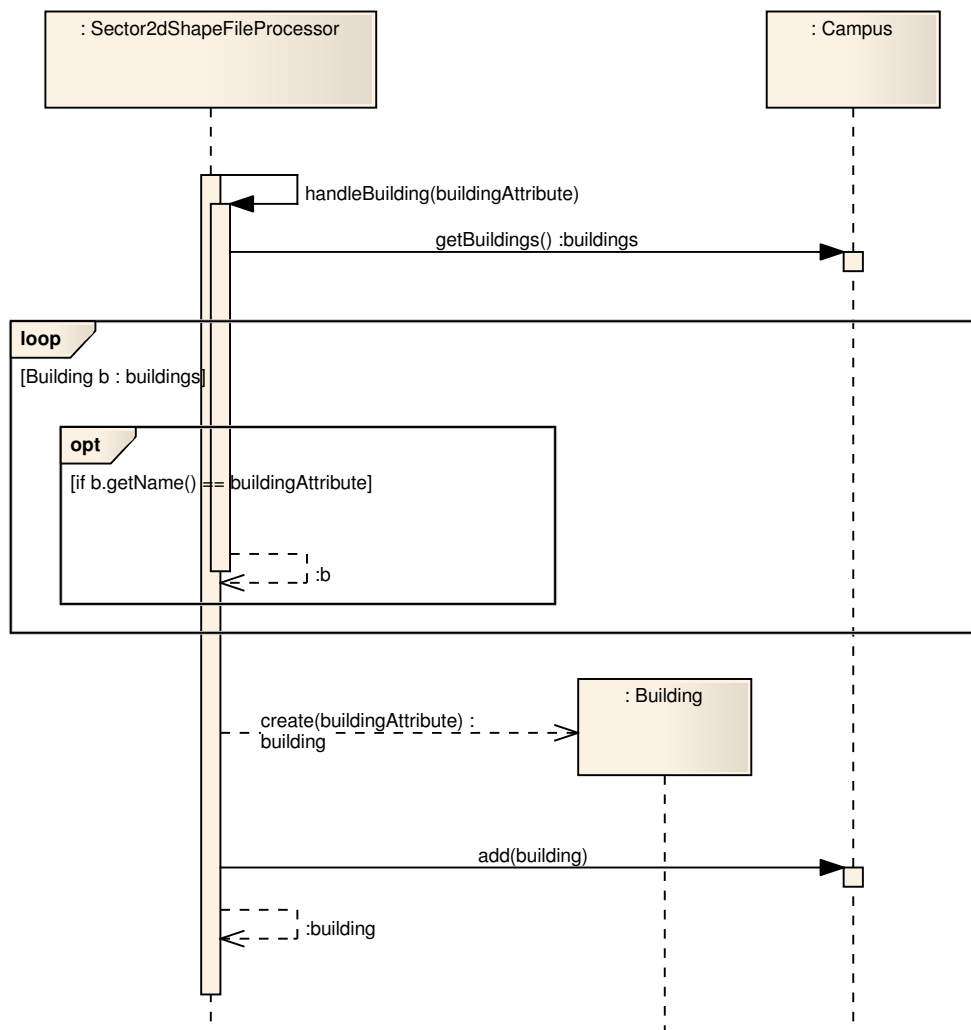 : Sector2dShapeFileProcessor
: Campus
handleBuilding(buildingAttribute)
getBuildings() :buildings
loop
[Building b : buildings]
opt
[if b.getName() == buildingAttribute]
:b
: Building
create(buildingAttribute) :
building
add(building)
:building